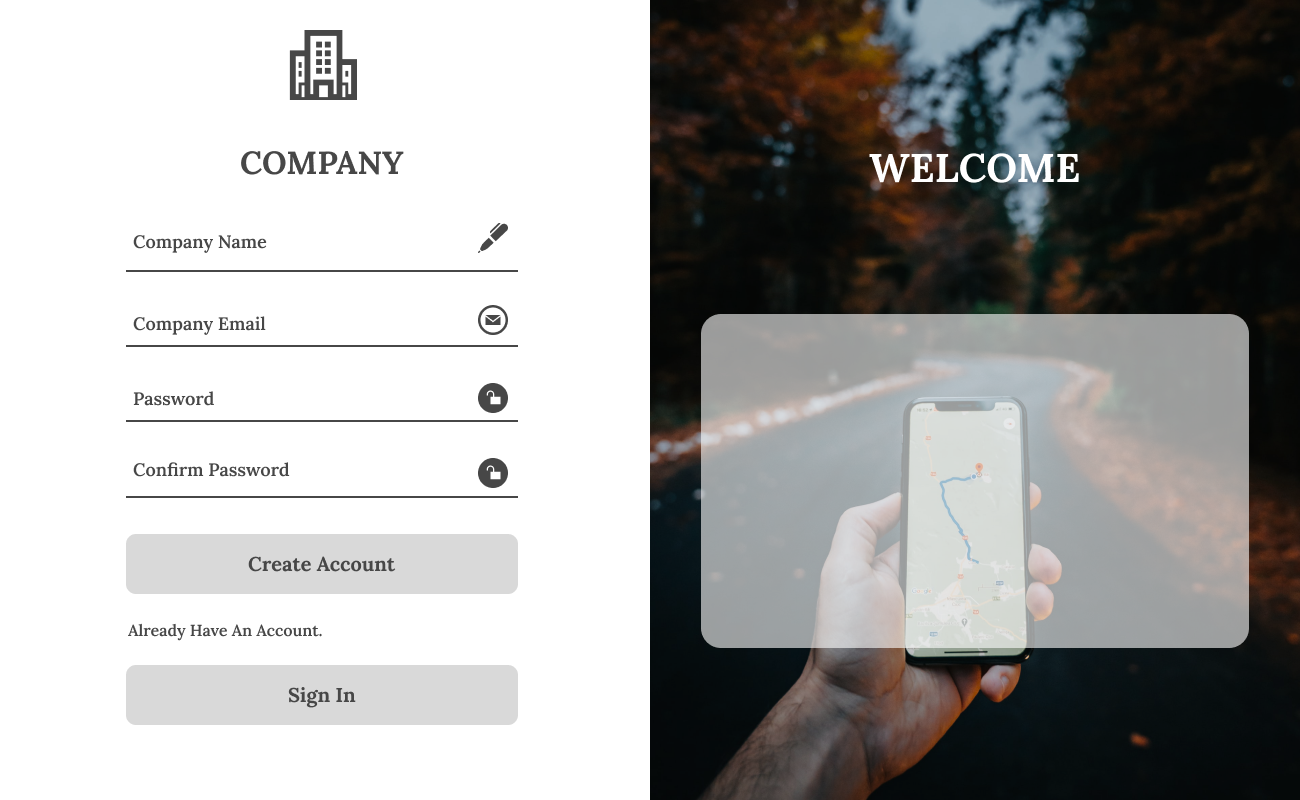 COMPANY
Company Name
Company Email
Password
Confirm Password
Create Account
Already Have An Account.
Sign In
WELCOME